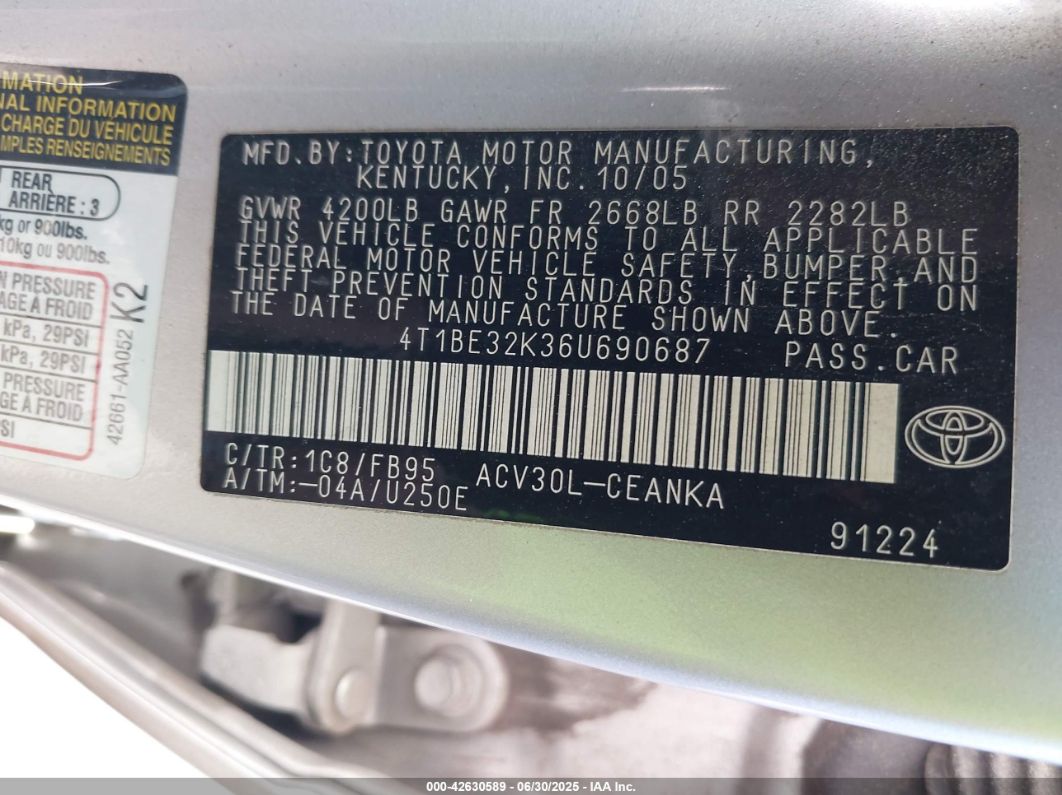 MATION
NAL INFORMATION
CHARGE DU VÉHICULE
MPLES RENSEIGNEMENTS
REAR
ARRIÈRE : 3
kg or 900lbs.
10kg ou 900lbs.
PRESSURE
AGE À FROID
kPa, 29PSI
kPa, 29PSI
PRESSURE
GE À FROID
PSI
42661-AA052 K2
MFD.BY:TOYOTA MOTOR MANUFACTURING,
KENTUCKY,INC.10/05
GVWR 4200LB GAWR FR 2668LB RR 2282LB
THIS VEHICLE CONFORMS TO ALL APPLICABLE
FEDERAL MOTOR VEHICLE SAFETY,BUMPER,AND
THEFT PREVENTION STANDARDS IN EFFECT ON
THE DATE OF MANUFACTURE SHOWN ABOVE.
4T1BE32K36U690687 PASS.CAR
C/TR:1C8/FB95 ACV30L-CEANKA
A/TM:-04A/U250E
91224
000-42630589 - 06/30/2025 - IAA Inc.